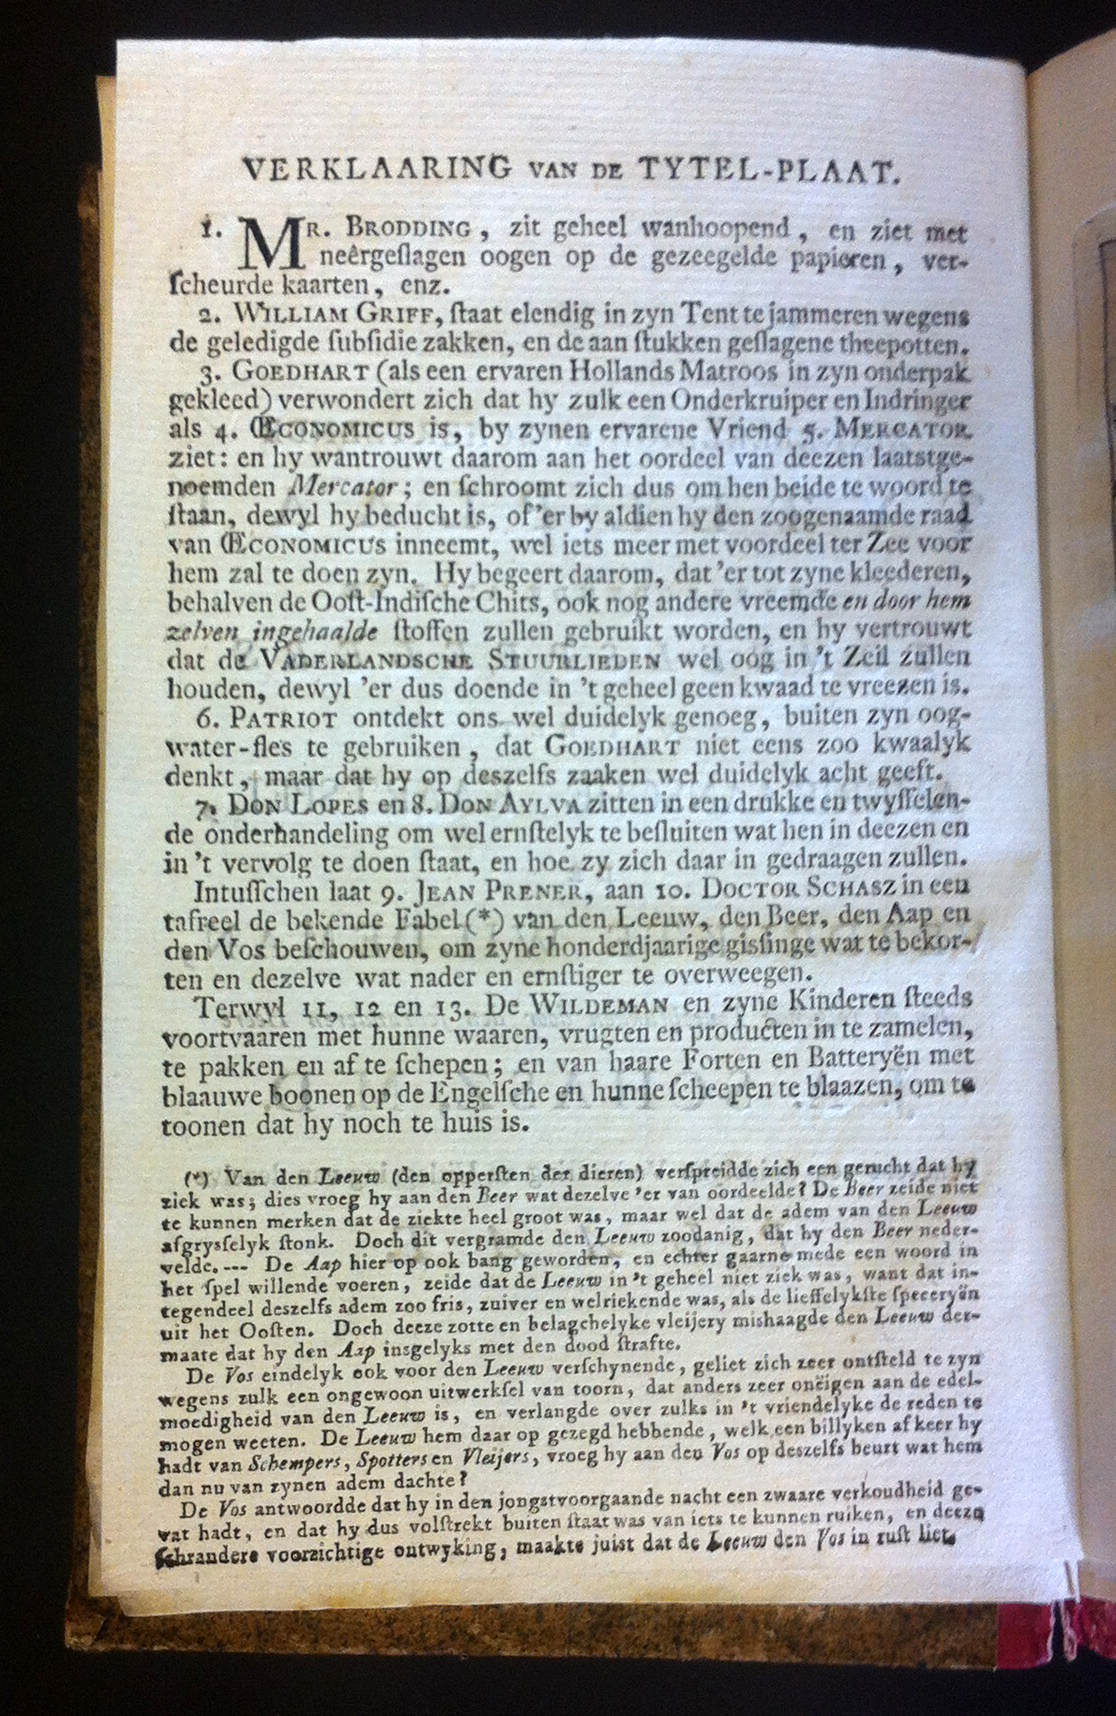 VERKLAARING VAN DE TYTEL-PLAAT.
1. MR. BRODDING, zit geheel wanhoopend, en ziet met
neêrgeſlagen oogen op de gezeegelde papieren, ver-
ſcheurde kaarten, enz.
2. WILLIAM GRIFF, ſtaat elendig in zyn Tent te jammeren wegens
de geledigde ſubſidie zakken, en de aan ſtukken geſlagene theepotten.
3. GOEDHART (als een ervaren Hollands Matroos in zyn onderpak
gekleed) verwondert zich dat hy zulk een Onderkruiper en Indringer
als 4. ŒCONOMICUS is, by zynen ervarene Vriend 5. MERCATOR
ziet: en hy wantrouwt daarom aan het oordeel van deezen laatstge-
noemden Mercator; en ſchroomt zich dus om hen beide te woord te
ſtaan, dewyl hy beducht is, of 'er by aldien hy den zoogenaamde raad
van ŒCONOMICUS inneemt, wel iets meer met voordeel ter Zee voor
hem zal te doen zyn. Hy begeert daarom, dat 'er tot zyne kleederen,
behalven de Ooſt-Indiſche Chits, ook nog andere vreemde en door hem
zelven ingehaalde ſtoffen zullen gebruikt worden, en hy vertrouwt
dat de VADERLANDSCHE STUURLIEDEN wel oog in 't Zeil zullen
houden, dewyl 'er dus doende in 't geheel geen kwaad te vreezen is.
6. PATRIOT ontdekt ons wel duidelyk genoeg, buiten zyn oog-
water-fles te gebruiken, dat GOEDHART niet eens zoo kwaalyk
denkt, maar dat hy op deszelfs zaaken wel duidelyk acht geeft.
7. DON LOPES en 8. DON AYLVA zitten in een drukke en twyffelen-
de onderhandeling om wel ernſtelyk te beſluiten wat hen in deezen en
in 't vervolg te doen ſtaat, en hoe zy zich daar in gedraagen zullen.
Intuſſchen laat 9. JEAN PRENER, aan 10. DOCTOR SCHASZ in een
tafreel de bekende Fabel (*) van den Leeuw, den Beer, den Aap en
den Vos beſchouwen, om zyne honderdjaarige gisſinge wat te bekor-
ten en dezelve wat nader en ernſtiger te overweegen.
Terwyl 11, 12 en 13. De WILDEMAN en zyne Kinderen ſteeds
voortvaaren met hunne waaren, vrugten en producten in te zamelen,
te pakken en af te ſchepen; en van haare Forten en Batteryën met
blaauwe boonen op de Engelſche en hunne ſcheepen te blaazen, om te
toonen dat hy noch te huis is.
(*) Van den Leeuw (den opperſten der dieren) verſpreidde zich een gerucht dat hy
ziek was; dies vroeg hy aan den Beer wat dezelve 'er van oordeelde? De Beer zeide niet
te kunnen merken dat de ziekte heel groot was, maar wel dat de adem van den Leeuw
afgrysſelyk ſtonk. Doch dit vergramde den Leeuw zoodanig, dat hy den Beer neder-
velde. --- De Aap hier op ook bang geworden, en echter gaarne mede een woord in
het ſpel willende voeren, zeide dat de Leeuw in 't geheel niet ziek was, want dat in-
tegendeel deszelfs adem zoo fris, zuiver en welriekende was, als de lieffelykſte ſpeceryën
uit het Ooſten. Doch deeze zotte en belagchelyke vleijery mishaagde den Leeuw der-
maate dat hy den Aap insgelyks met den dood ſtrafte.
De Vos eindelyk ook voor den Leeuw verſchynende, geliet zich zeer ontſteld te zyn
wegens zulk een ongewoon uitwerkſel van toorn, dat anders zeer onëigen aan de edel-
moedigheid van den Leeuw is, en verlangde over zulks in 't vriendelyke de reden te
mogen weeten. De Leeuw hem daar op gezegd hebbende, welk een billyken afkeer hy
hadt van Schempers, Spotters en Vleijers, vroeg hy aan den Vos op deszelfs beurt wat hem
dan nu van zynen adem dachte?
De Vos antwoordde dat hy in den jongstvoorgaande nacht een zwaare verkoudheid ge-
vat hadt, en dat hy dus volſtrekt buiten ſtaat was van iets te kunnen ruiken, en deeze
ſchrandere voorzichtige ontwyking, maakte juist dat de Leeuw den Vos in ruſt liet.